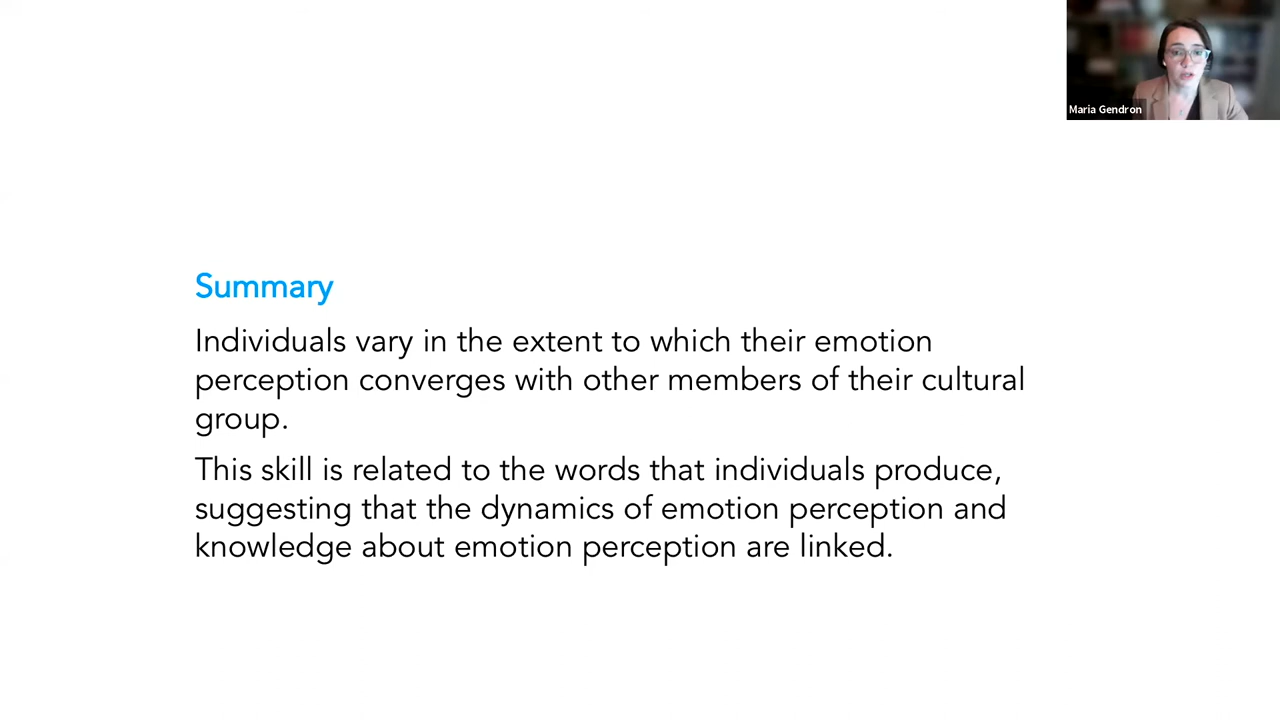 Maria Gendron
Summary
Individuals vary in the extent to which their emotion
perception converges with other members of their cultural
group.
This skill is related to the words that individuals produce,
suggesting that the dynamics of emotion perception and
knowledge about emotion perception are linked.